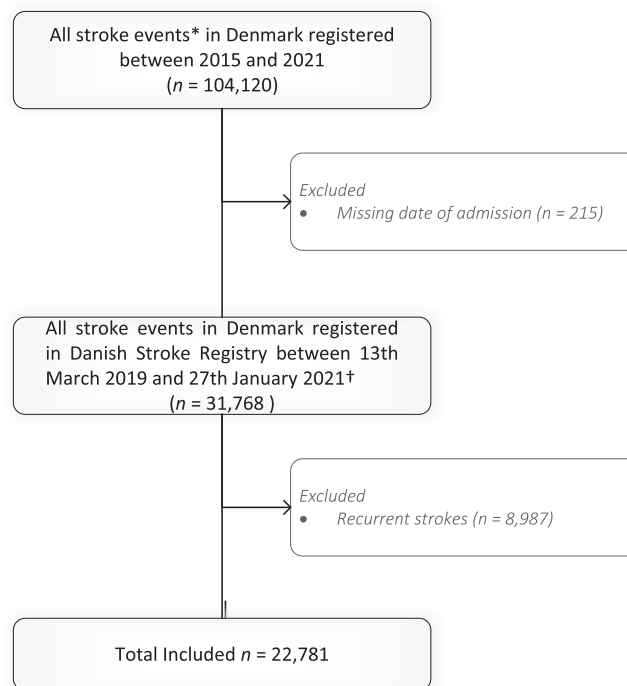 All stroke events* in Denmark registered
between 2015 and 2021
(n = 104,120)
Excluded
• Missing date of admission (n = 215)
All stroke events in Denmark registered
in Danish Stroke Registry between 13th
March 2019 and 27th January 2021†
(n = 31,768 )
Excluded
• Recurrent strokes (n = 8,987)
Total Included n = 22,781